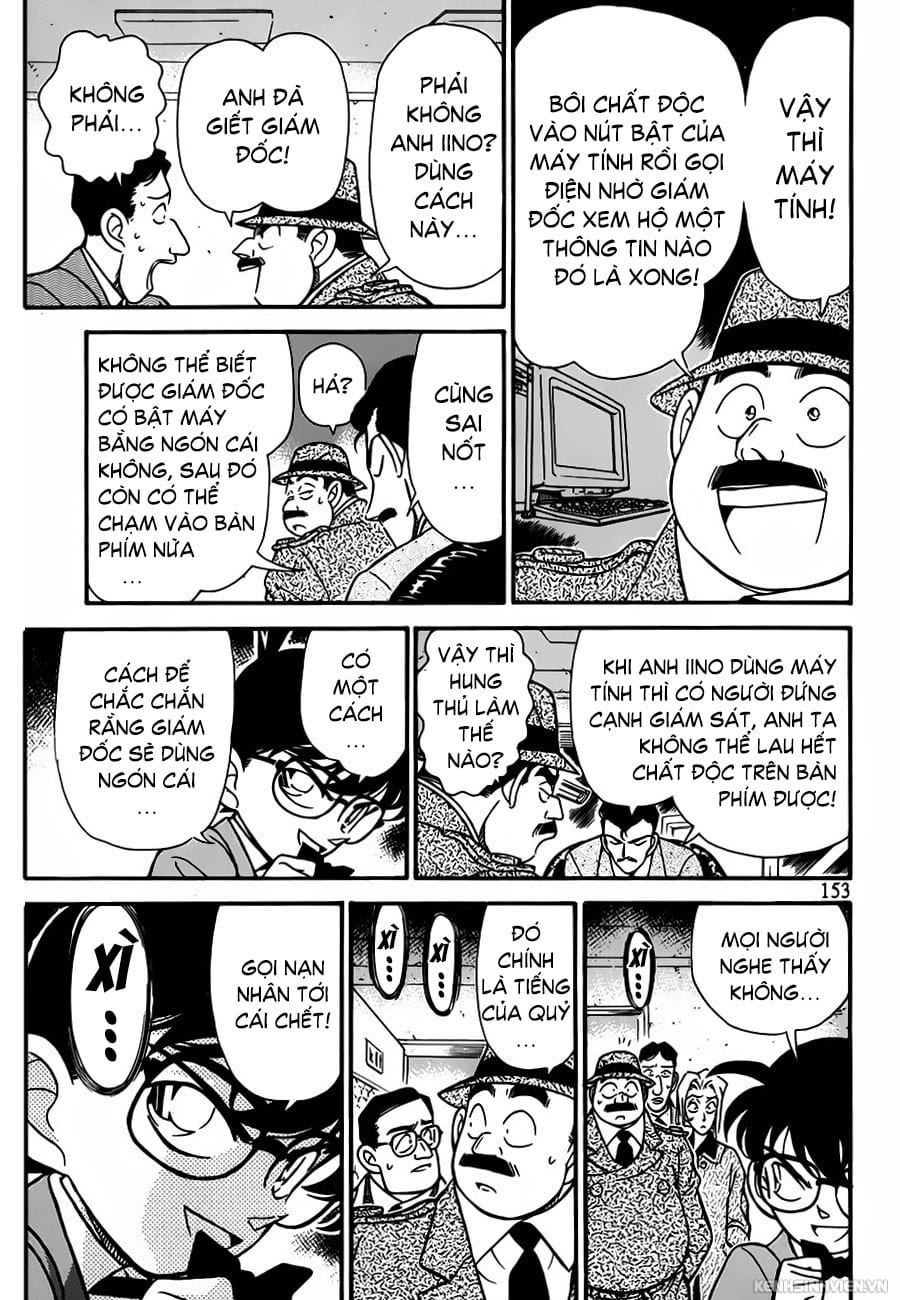 VẬY
THÌ
MÁY
TÍNH!
BÔI CHẤT ĐỘC
VÀO NÚT BẬT CỦA
MÁY TÍNH RỒI GỌI
ĐIỆN NHỜ GIÁM
ĐỐC XEM HỘ MỘT
THÔNG TIN NÀO
ĐÓ LÀ XONG!
PHẢI
KHÔNG
ANH IINO?
DÙNG
CÁCH
NÀY...
ANH ĐÀ
GIẾT GIÁM
ĐỐC!
KHÔNG
PHẢI...
CŨNG
SAI
NỐT
...
HẢ?
KHÔNG THỂ BIẾT
ĐƯỢC GIÁM ĐỐC
CÓ BẬT MÁY
BẰNG NGÓN CÁI
KHÔNG, SAU ĐÓ
CÒN CÓ THỂ
CHẠM VÀO BÀN
PHÍM NỮA
...
KHI ANH IINO DÙNG MÁY
TÍNH THÌ CÓ NGƯỜI ĐỨNG
CẠNH GIÁM SÁT, ANH TA
KHÔNG THỂ LAU HẾT
CHẤT ĐỘC TRÊN BÀN
PHÍM ĐƯỢC!
VẬY THÌ
HUNG
THỦ LÀM
THẾ
NÀO?
CÓ
MỘT
CÁCH
...
CÁCH ĐỂ
CHẮC CHẮN
RẰNG GIÁM
ĐỐC SẼ DÙNG
NGÓN CÁI
...
153
MỌI NGƯỜI
NGHE THẤY
KHÔNG...
XÌ...
ĐÓ
CHÍNH
LÀ TIẾNG
CỦA QUỶ
...
XÌ...
XÌ...
GỌI NẠN
NHÂN TỚI
CÁI CHẾT!
XÌ...
KENHSINHVIEN.VN